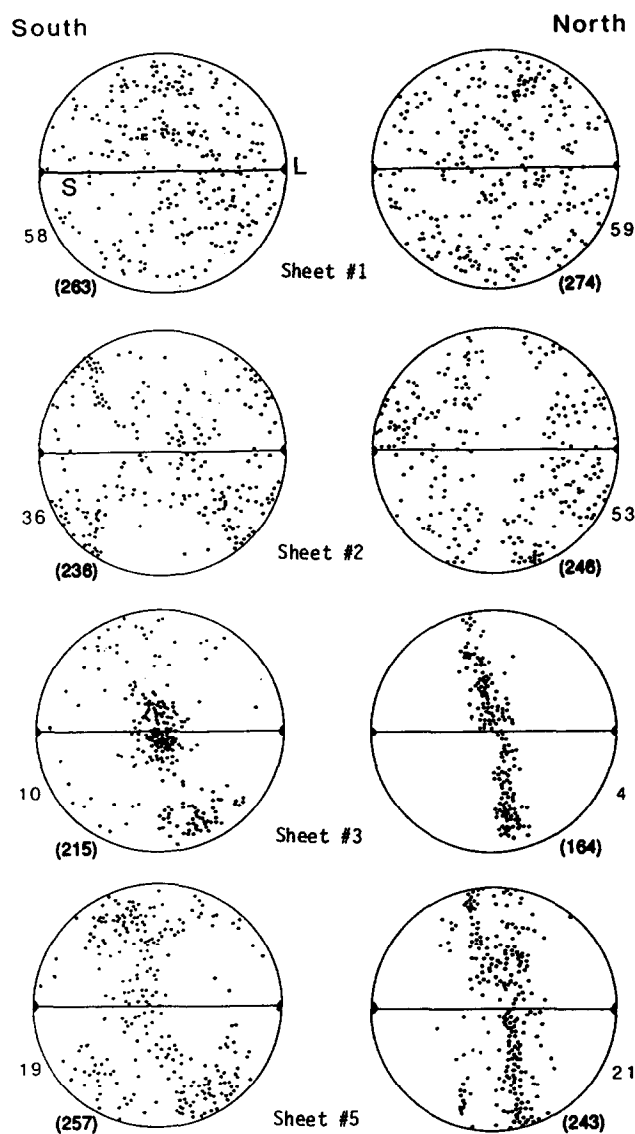 South North
L
S
58 59
(263) Sheet #1 (274)
36 53
(236) Sheet #2 (246)
10 4
(215) Sheet #3 (164)
19 21
(257) Sheet #5 (243)